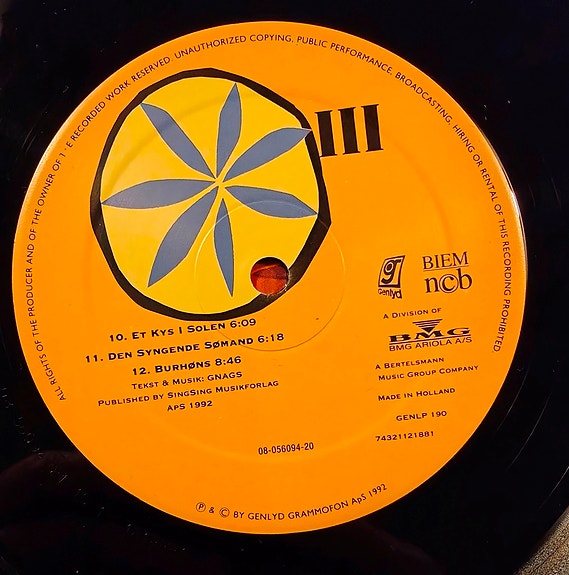 ALL RIGHTS OF THE PRODUCER AND OF THE OWNER OF THE RECORDED WORK RESERVED. UNAUTHORIZED COPYING, PUBLIC PERFORMANCE, BROADCASTING, HIRING OR RENTAL OF THIS RECORDING PROHIBITED.
III
g
Genlyd
BIEM
n©b
A DIVISION OF
BMG
BMG ARIOLA A/S
A BERTELSMANN
MUSIC GROUP COMPANY
MADE IN HOLLAND
GENLP 190
74321121881
10. ET KYS I SOLEN 6:09
11. DEN SYNGENDE SØMAND 6:18
12. BURHØNS 8:46
TEKST & MUSIK: GNAGS
PUBLISHED BY SINGSING MUSIKFORLAG
APS 1992
08-056094-20
℗ & © BY GENLYD GRAMMOFON ApS 1992